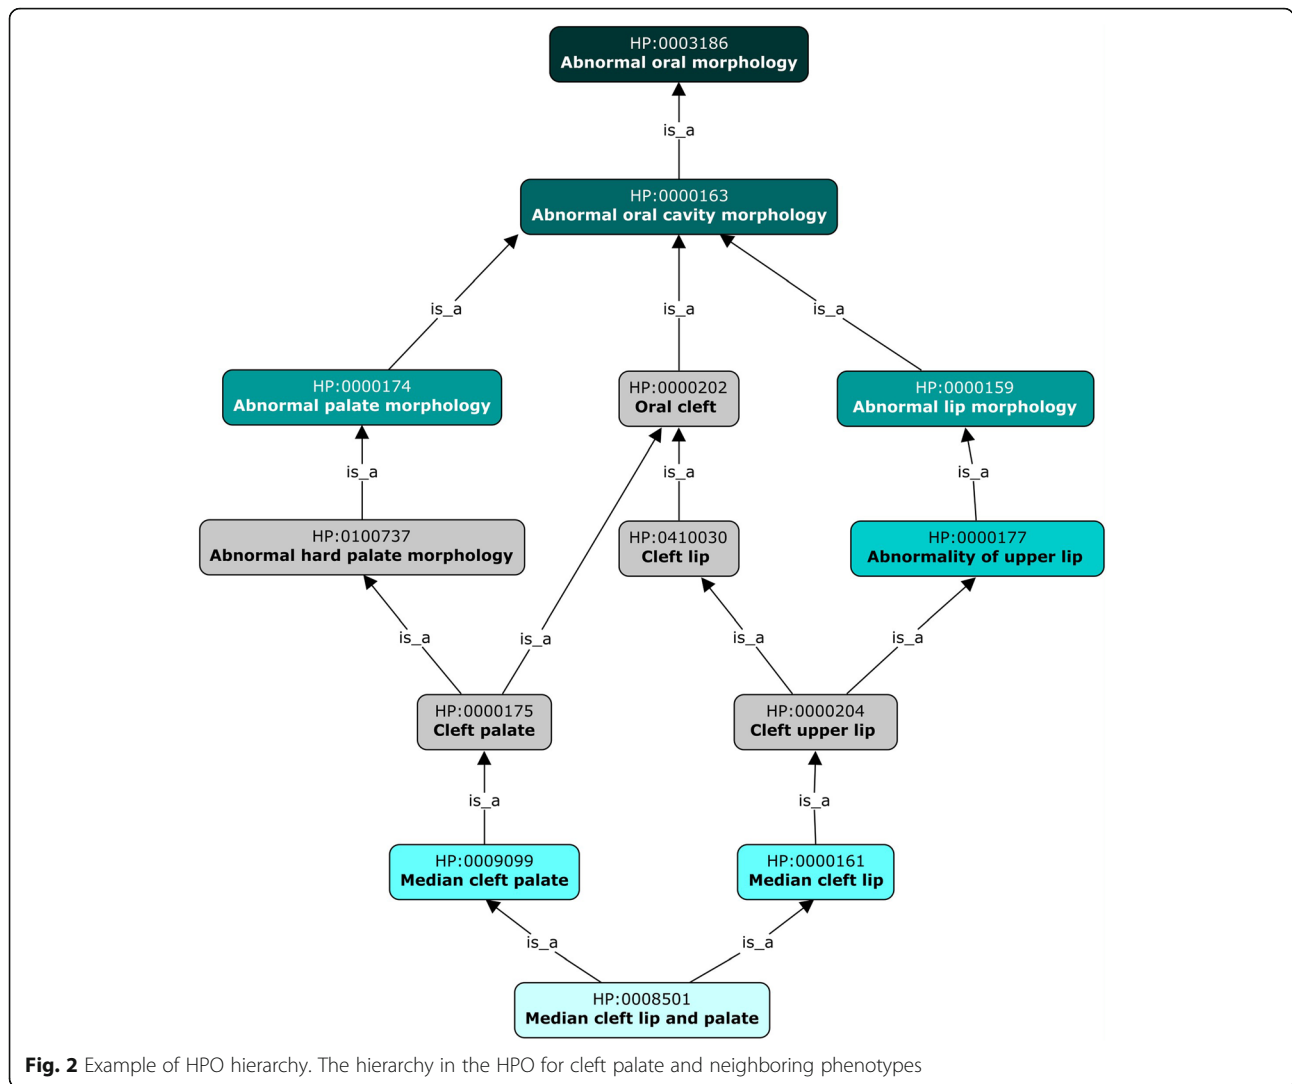 HP:0003186
Abnormal oral morphology
is_a
HP:0000163
Abnormal oral cavity morphology
is_a
is_a
is_a
HP:0000174
Abnormal palate morphology
HP:0000202
Oral cleft
HP:0000159
Abnormal lip morphology
is_a
is_a
is_a
HP:0100737
Abnormal hard palate morphology
HP:0410030
Cleft lip
HP:0000177
Abnormality of upper lip
is_a
is_a
is_a
is_a
HP:0000175
Cleft palate
HP:0000204
Cleft upper lip
is_a
is_a
HP:0009099
Median cleft palate
HP:0000161
Median cleft lip
is_a
is_a
HP:0008501
Median cleft lip and palate
Fig. 2 Example of HPO hierarchy. The hierarchy in the HPO for cleft palate and neighboring phenotypes